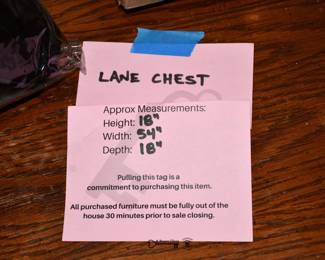 LANE CHEST
Approx Measurements:
Height: 18"
Width: 54"
Depth: 18"
Pulling this tag is a
commitment to purchasing this item.
All purchased furniture must be fully out of the
house 30 minutes prior to sale closing.